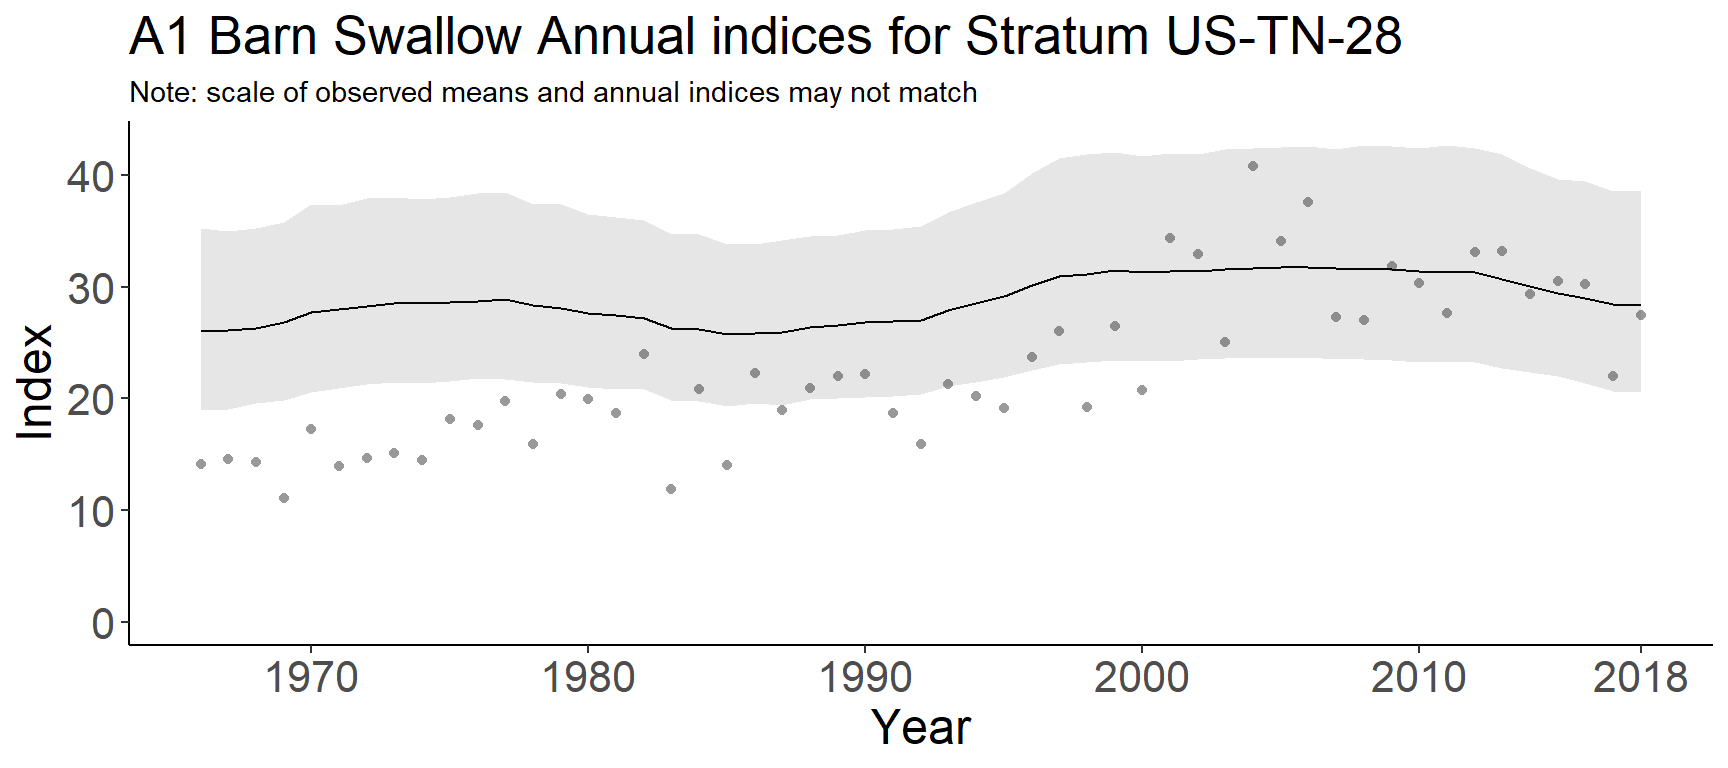 A1 Barn Swallow Annual indices for Stratum US-TN-28
Note: scale of observed means and annual indices may not match
40
30
20
10
0
Index
1970 1980 1990 2000 2010 2018
Year